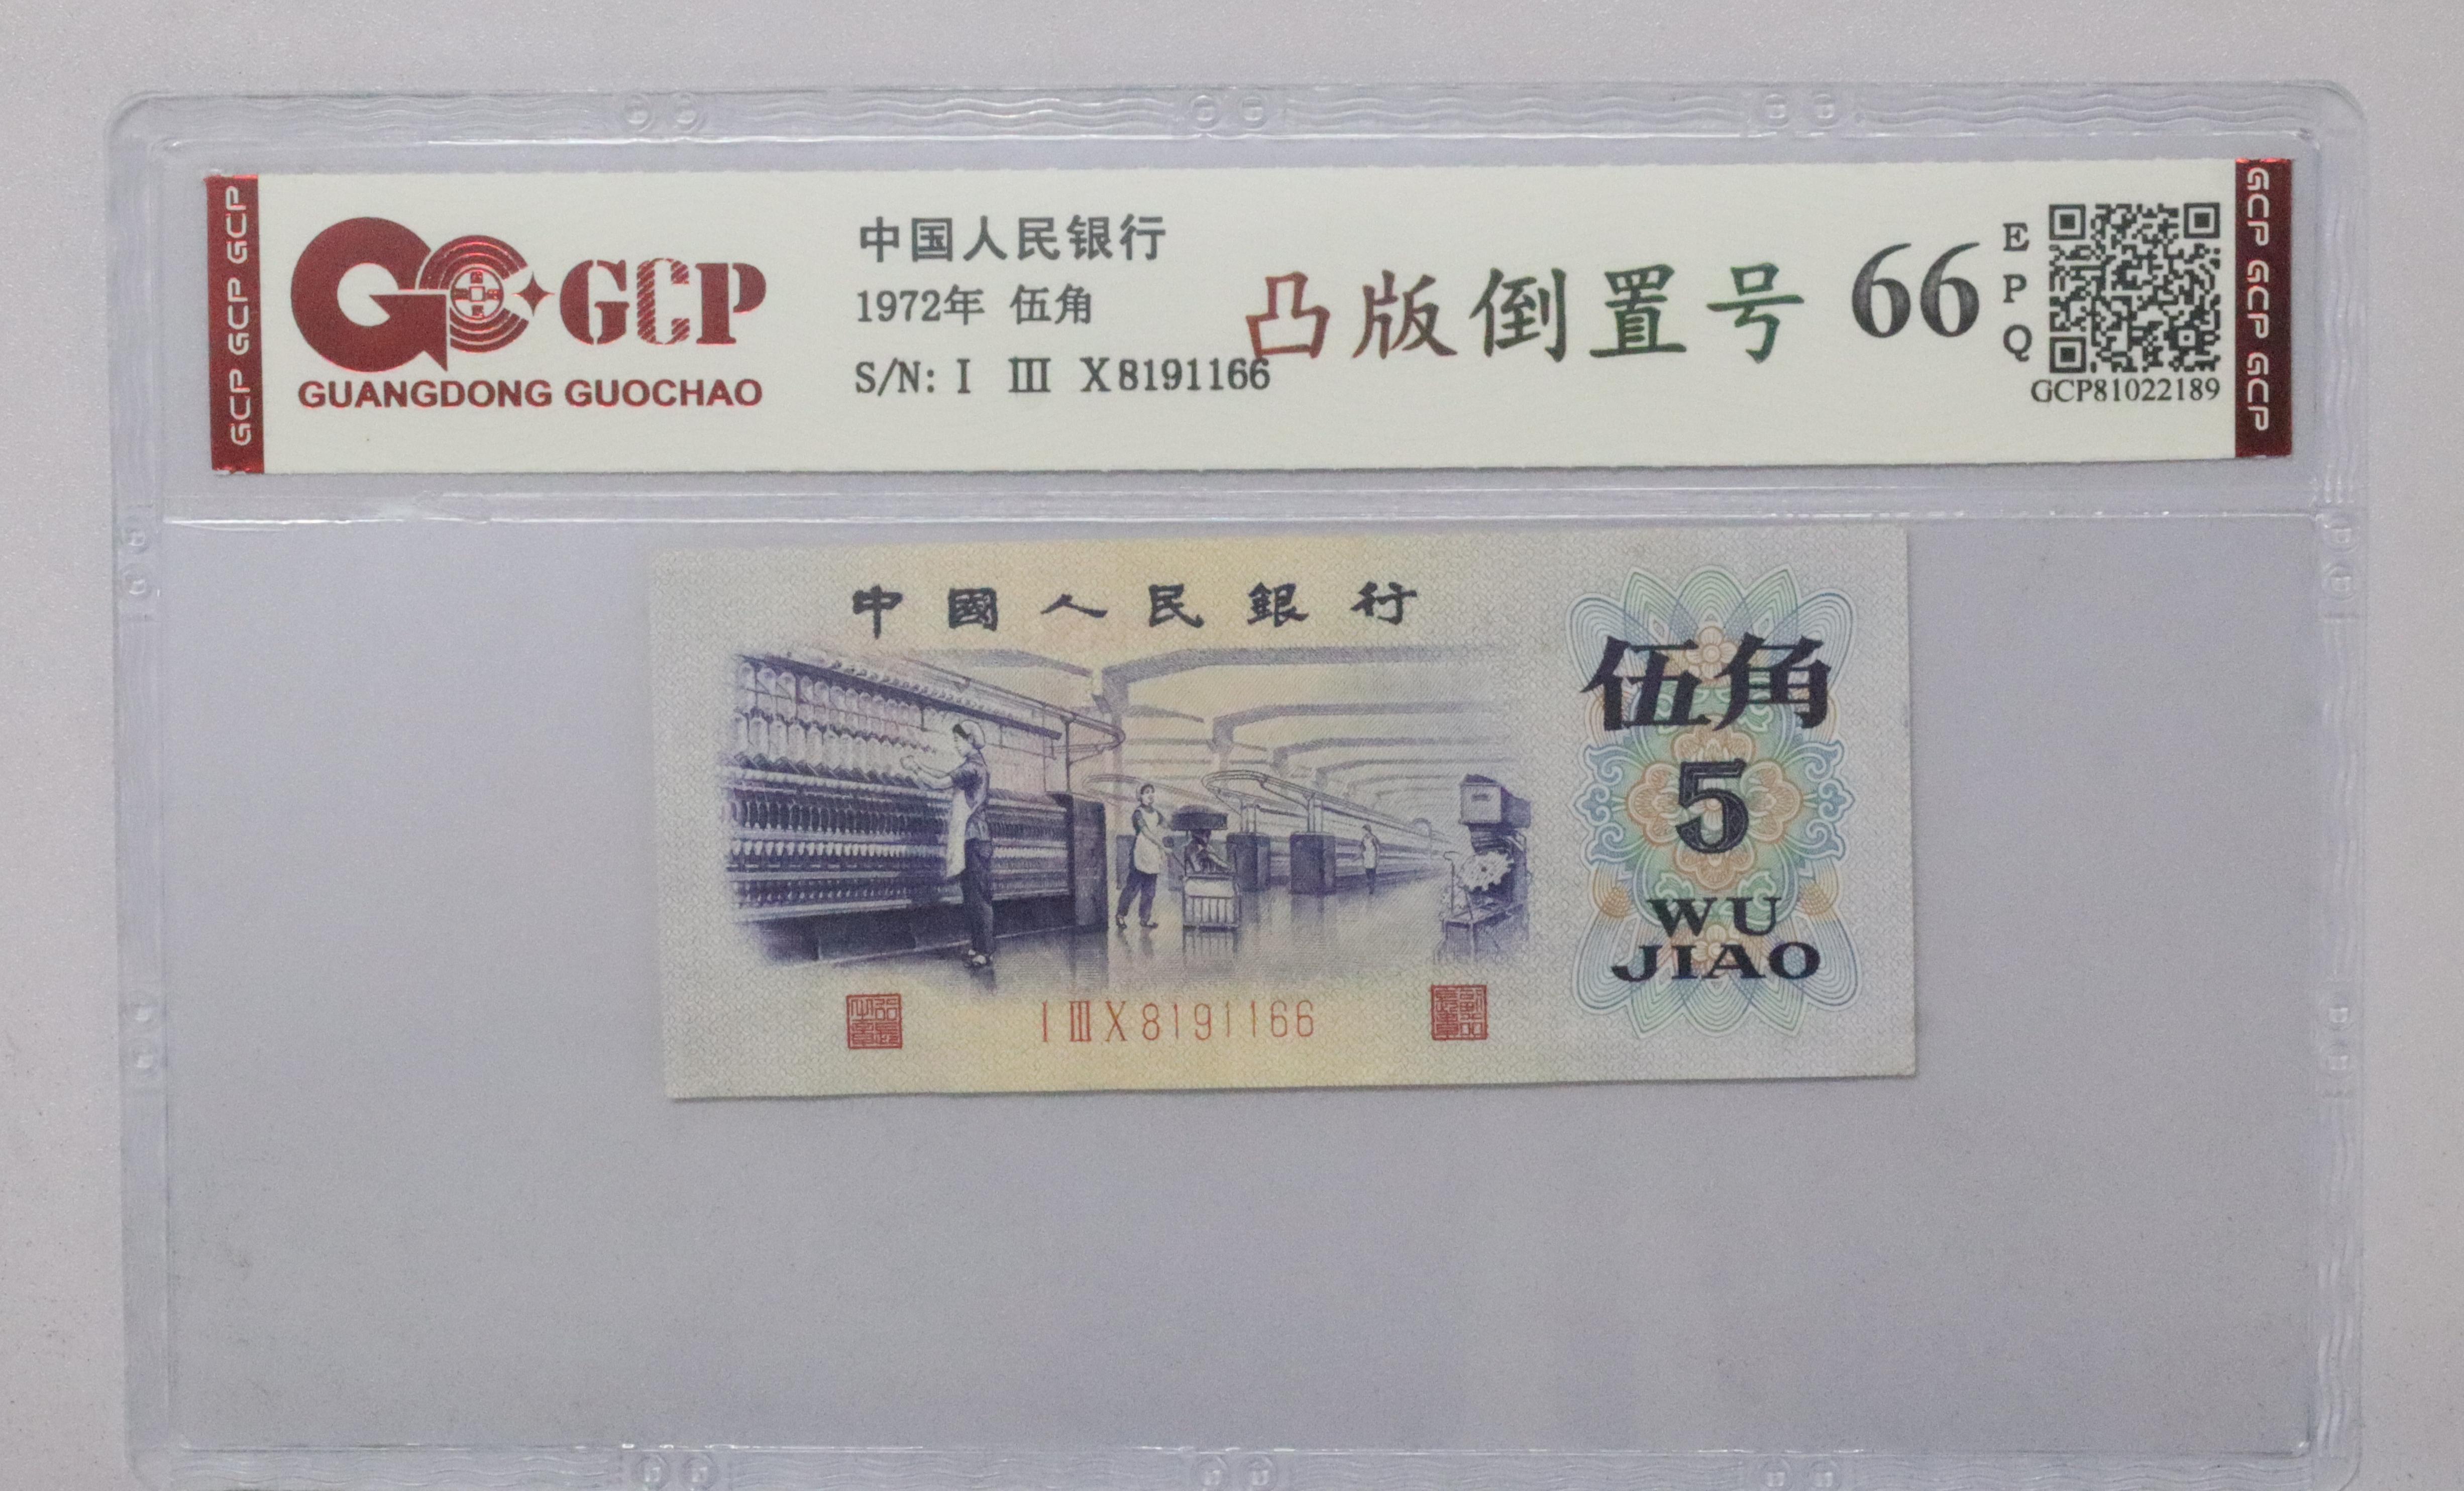 GCP GCP GCP
GCP
GUANGDONG GUOCHAO
中国人民银行
1972年 伍角
S/N: I III X8191166
凸版倒置号
66
E
P
Q
GCP81022189
GCP GCP GCP
中國人民銀行
伍角
5
WU
JIAO
I III X 8191166